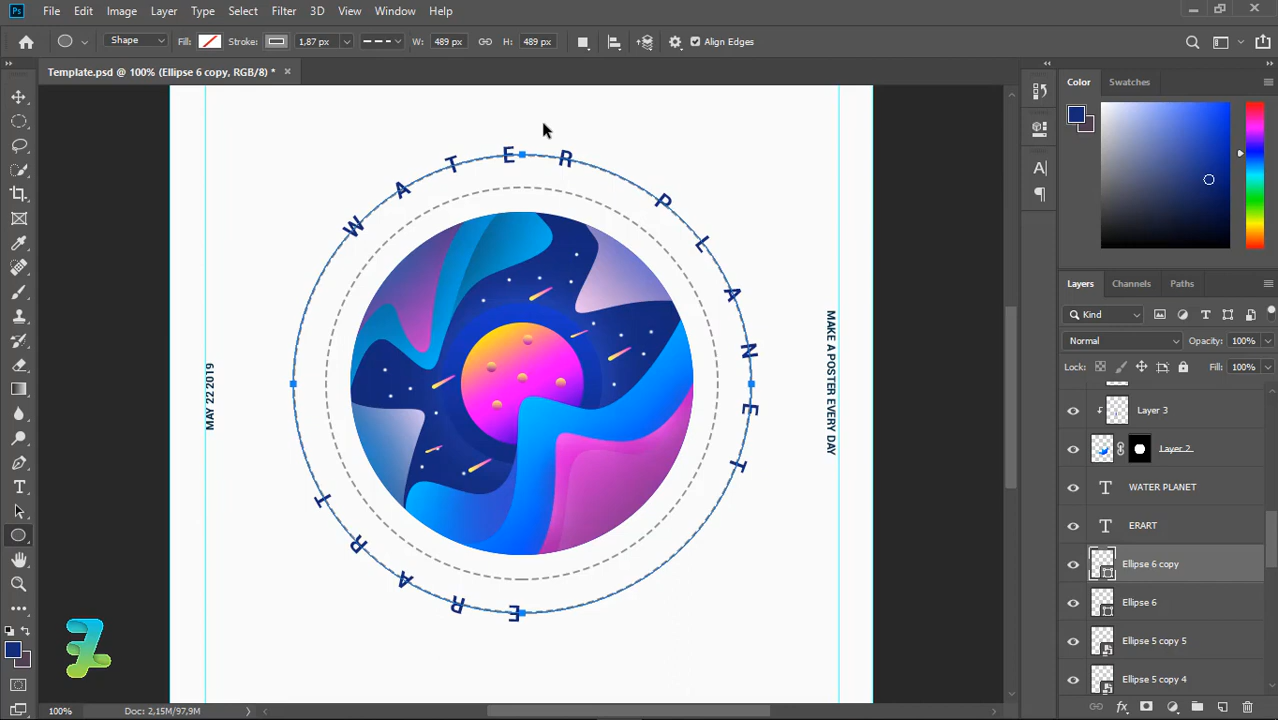 Ps File Edit Image Layer Type Select Filter 3D View Window Help
Shape Fill: Stroke: 1,87 px W: 489 px H: 489 px Align Edges
Template.psd @ 100% (Ellipse 6 copy, RGB/8) *
WATER PLANET
ERART
MAY 22 2019
MAKE A POSTER EVERY DAY
Color Swatches
Layers Channels Paths
Kind
Normal Opacity: 100%
Lock: Fill: 100%
Layer 3
Layer 2
WATER PLANET
ERART
Ellipse 6 copy
Ellipse 6
Ellipse 5 copy 5
Ellipse 5 copy 4
100% Doc: 2,15M/97,9M